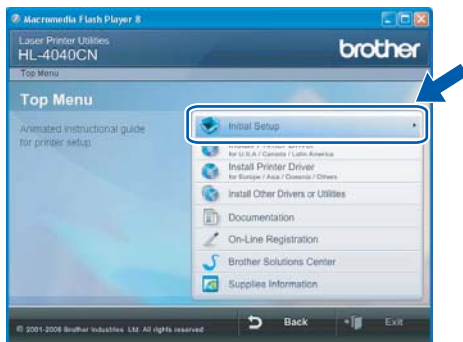 Macromedia Flash Player 8
Laser Printer Utilities
HL-4040CN
brother
Top Menu
Top Menu
Animated instructional guide
for printer setup
Initial Setup
for U.S.A / Canada / Latin America
Install Printer Driver
for Europe / Asia / Oceania / Others
Install Other Drivers or Utilities
Documentation
On-Line Registration
Brother Solutions Center
Supplies Information
© 2001-2006 Brother Industries Ltd. All rights reserved
Back
Exit